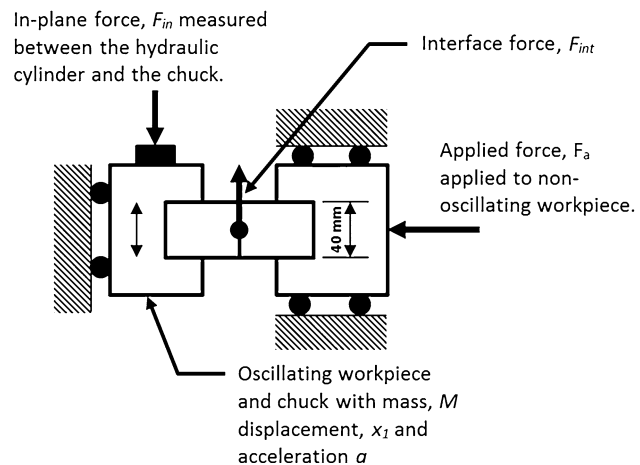 In-plane force, Fin measured
between the hydraulic
cylinder and the chuck.
Interface force, Fint
Applied force, Fa
applied to non-
oscillating workpiece.
40 mm
Oscillating workpiece
and chuck with mass, M
displacement, x1 and
acceleration a